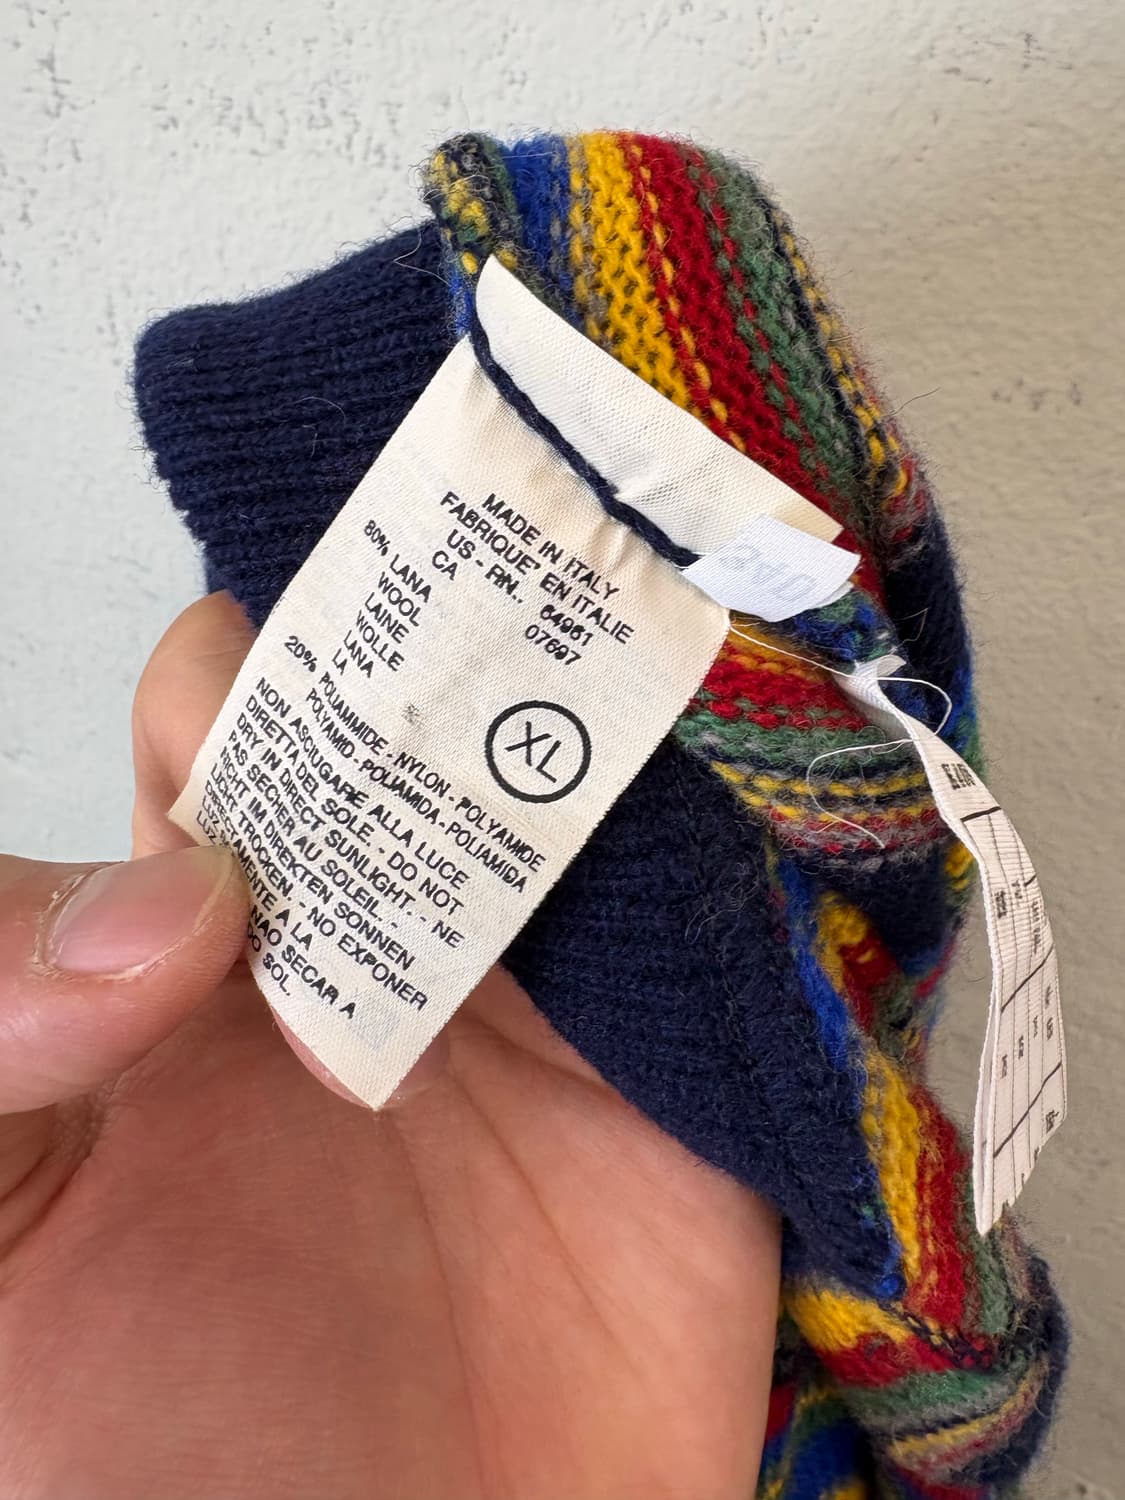 MADE IN ITALY
FABRIQUE' EN ITALIE
US - RN.. 64961
CA 07697
80% LANA
WOOL
LAINE
WOLLE
LANA
LA
20% POLIAMMIDE - NYLON - POLYAMIDE
POLYAMID - POLIAMIDA - POLIAMIDA
XL
NON ASCIUGARE ALLA LUCE
DIRETTA DEL SOLE. - DO NOT
DRY IN DIRECT SUNLIGHT. - NE
PAS SECHER AU SOLEIL. -
NICHT IM DIREKTEN SONNEN
LICHT TROCKEN. - NO EXPONER
DIRECTAMENTE A LA
LUZ NAO SECAR A
LUZ DO SOL.
340